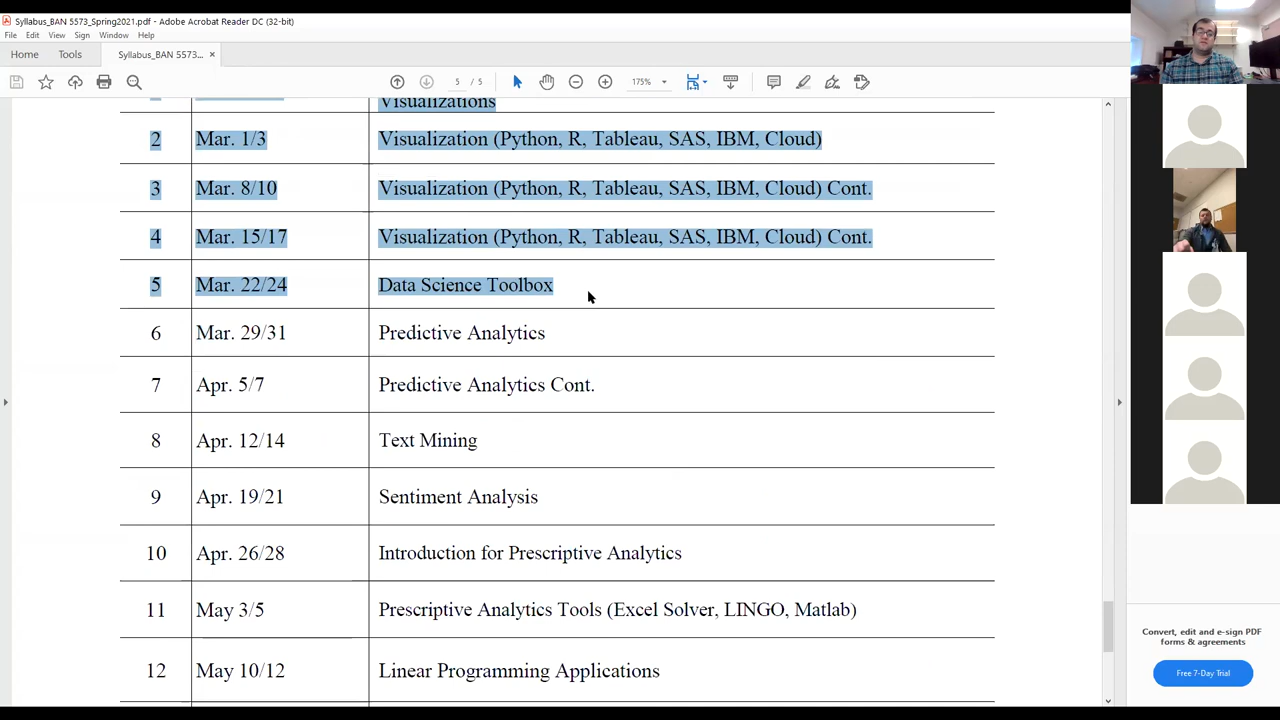 Syllabus_BAN 5573_Spring2021.pdf - Adobe Acrobat Reader DC (32-bit)
File Edit View Sign Window Help
Home Tools Syllabus_BAN 5573... ×
5 / 5 175%
Visualizations
2 Mar. 1/3 Visualization (Python, R, Tableau, SAS, IBM, Cloud)
3 Mar. 8/10 Visualization (Python, R, Tableau, SAS, IBM, Cloud) Cont.
4 Mar. 15/17 Visualization (Python, R, Tableau, SAS, IBM, Cloud) Cont.
5 Mar. 22/24 Data Science Toolbox
6 Mar. 29/31 Predictive Analytics
7 Apr. 5/7 Predictive Analytics Cont.
8 Apr. 12/14 Text Mining
9 Apr. 19/21 Sentiment Analysis
10 Apr. 26/28 Introduction for Prescriptive Analytics
11 May 3/5 Prescriptive Analytics Tools (Excel Solver, LINGO, Matlab)
12 May 10/12 Linear Programming Applications
Convert, edit and e-sign PDF
forms & agreements
Free 7-Day Trial